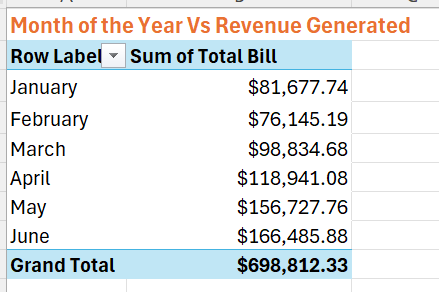 Month of the Year Vs Revenue Generated
Row Label Sum of Total Bill
January $81,677.74
February $76,145.19
March $98,834.68
April $118,941.08
May $156,727.76
June $166,485.88
Grand Total $698,812.33